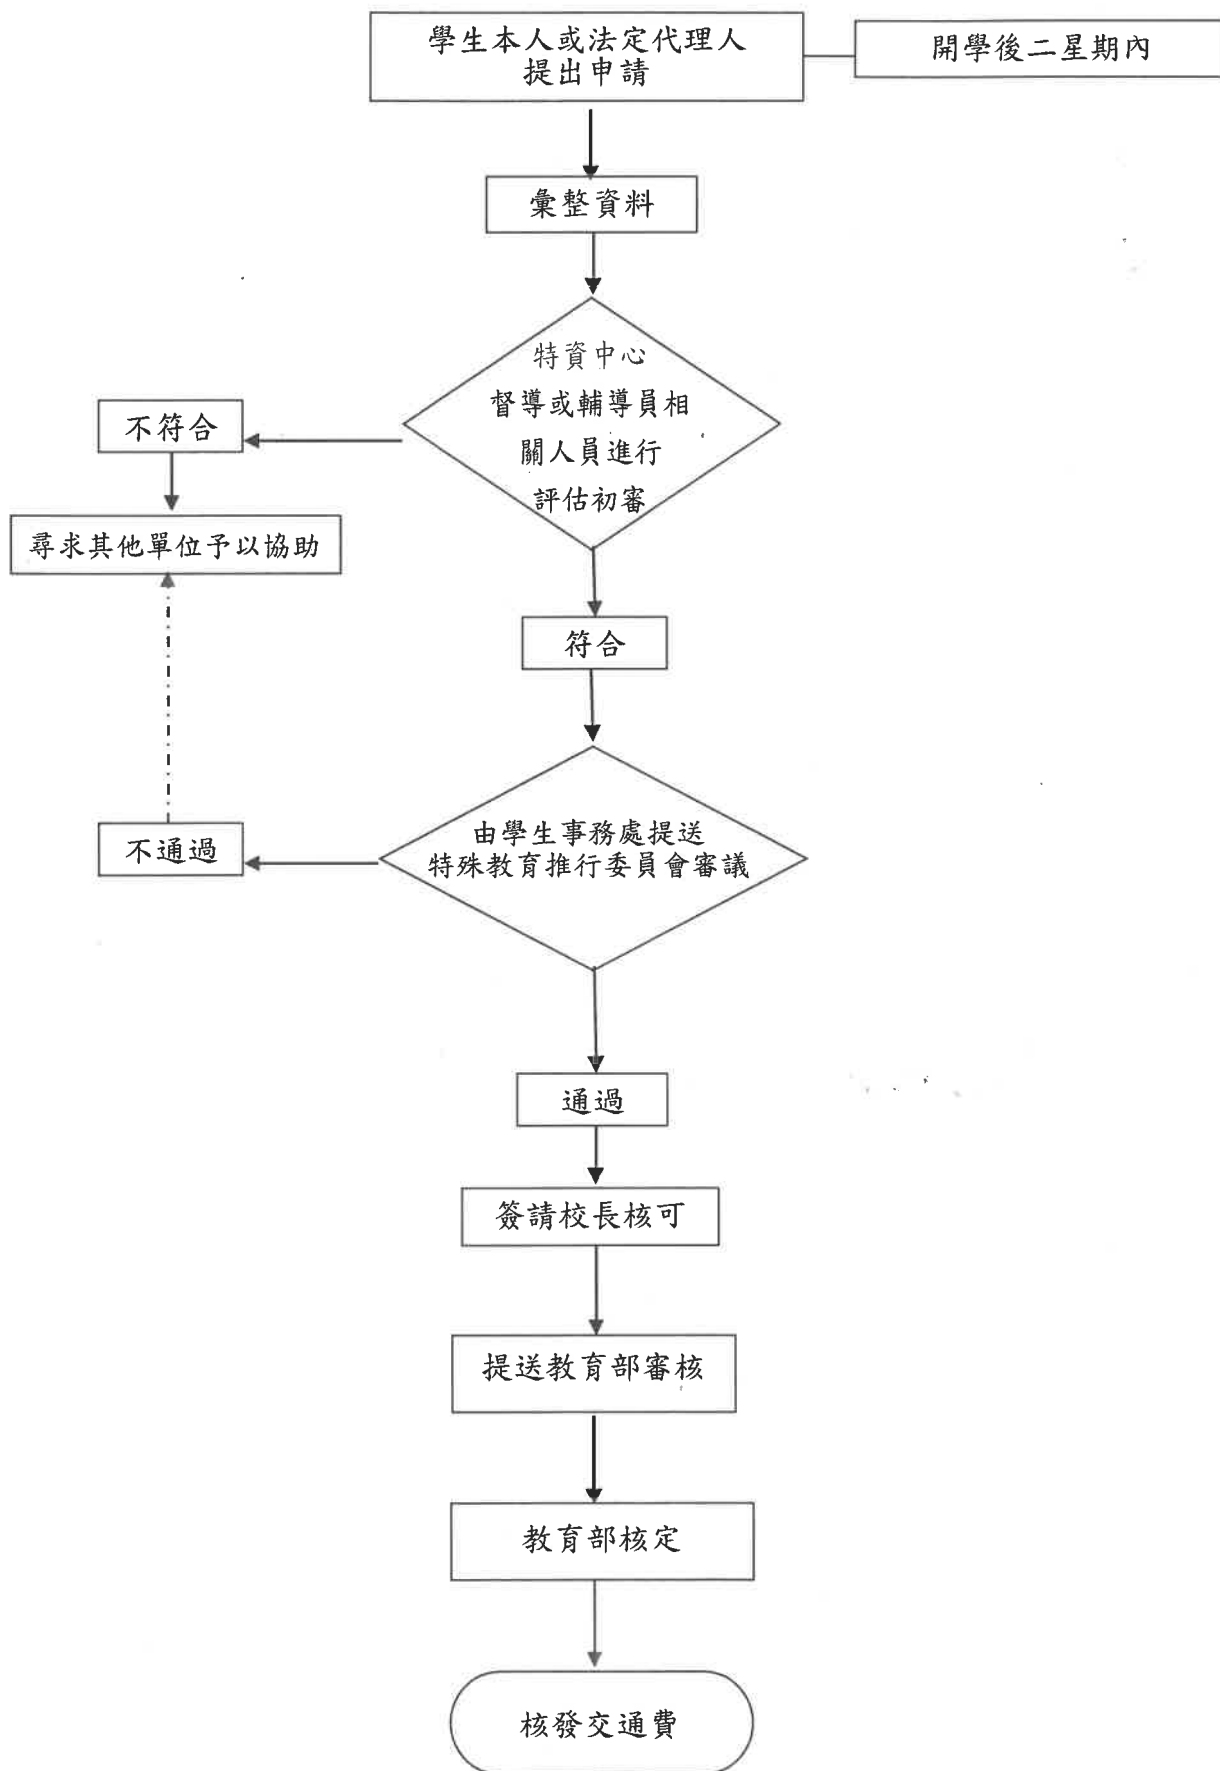 學生本人或法定代理人
提出申請
開學後二星期內
彙整資料
特資中心
督導或輔導員相
關人員進行
評估初審
不符合
尋求其他單位予以協助
符合
由學生事務處提送
特殊教育推行委員會審議
不通過
通過
簽請校長核可
提送教育部審核
教育部核定
核發交通費